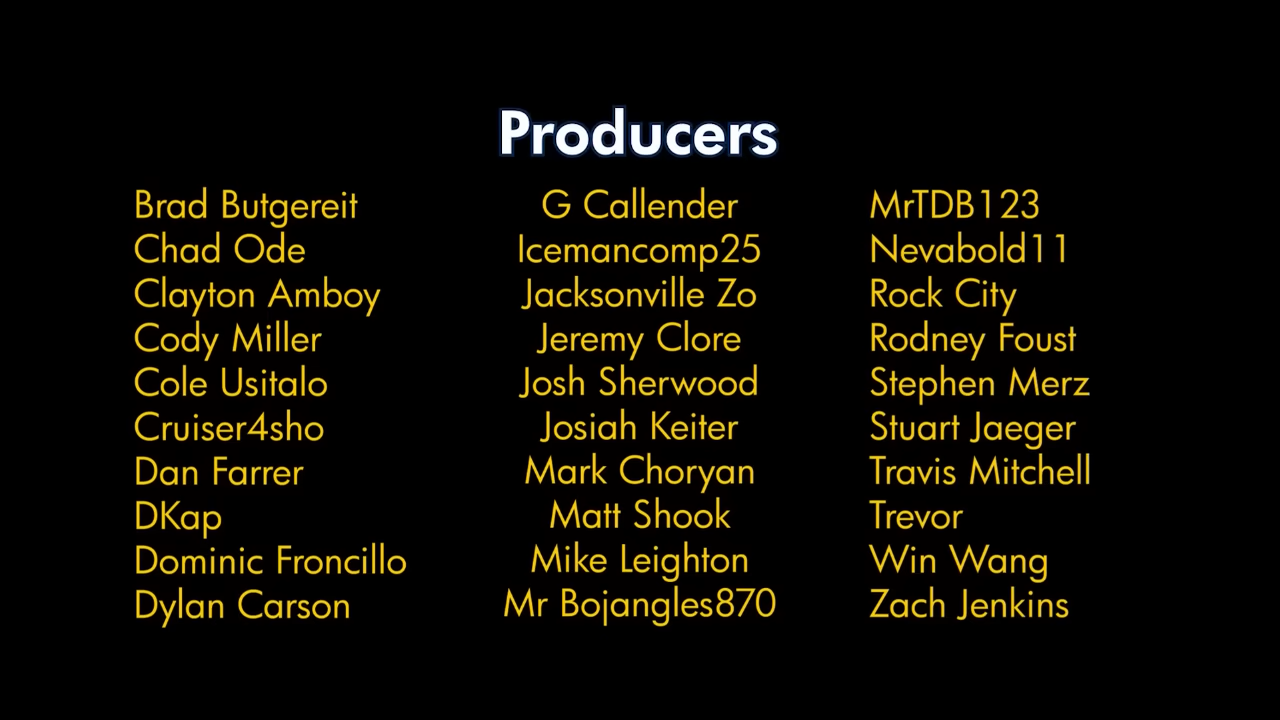 Producers
Brad Butgereit
Chad Ode
Clayton Amboy
Cody Miller
Cole Usitalo
Cruiser4sho
Dan Farrer
DKap
Dominic Froncillo
Dylan Carson
G Callender
Icemancomp25
Jacksonville Zo
Jeremy Clore
Josh Sherwood
Josiah Keiter
Mark Choryan
Matt Shook
Mike Leighton
Mr Bojangles870
MrTDB123
Nevabold11
Rock City
Rodney Foust
Stephen Merz
Stuart Jaeger
Travis Mitchell
Trevor
Win Wang
Zach Jenkins